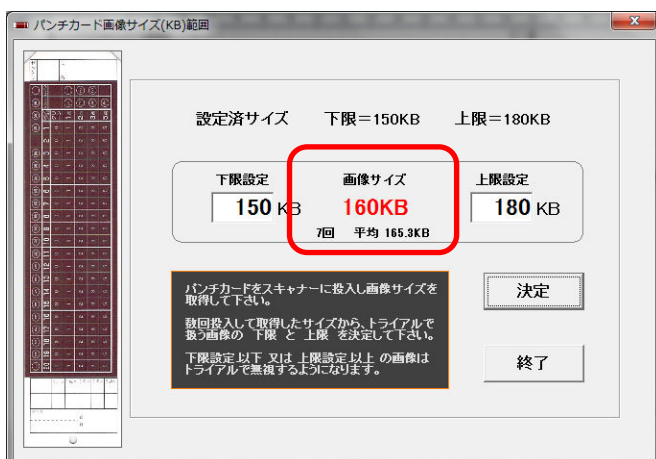 パンチカード画像サイズ(KB)範囲
設定済サイズ 下限=150KB 上限=180KB
下限設定 画像サイズ 上限設定
150 KB 160KB 180 KB
7回 平均 165.3KB
パンチカードをスキャナーに投入し画像サイズを
取得して下さい。
数回投入して取得したサイズから、トライアルで
扱う画像の 下限 と 上限 を決定して下さい。
下限設定以下 又は 上限設定以上 の画像は
トライアルで無視するようになります。
決定
終了